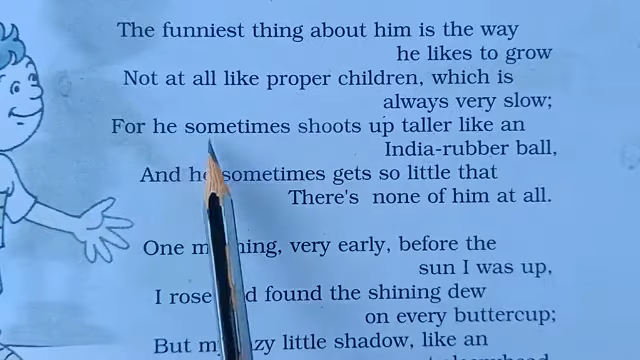 The funniest thing about him is the way
he likes to grow
Not at all like proper children, which is
always very slow;
For he sometimes shoots up taller like an
India-rubber ball,
And he sometimes gets so little that
There's none of him at all.
One m ning, very early, before the
sun I was up,
I rose d found the shining dew
on every buttercup;
But m zy little shadow, like an